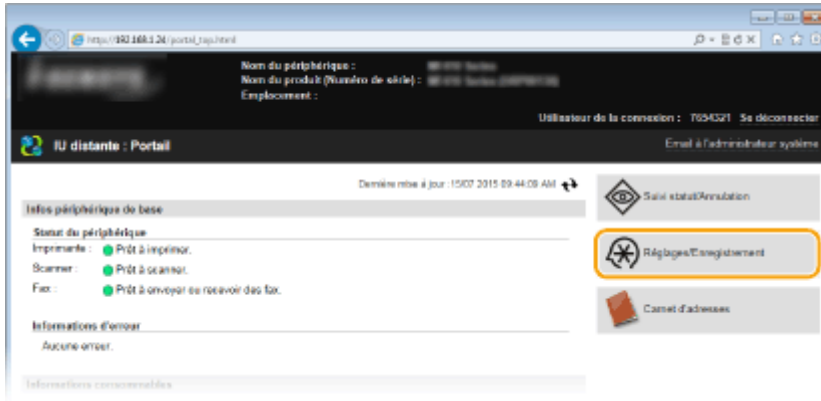 http://192.168.1.24/portal_top.html
Nom du périphérique :
Nom du produit (Numéro de série) :
Emplacement :
Utilisateur de la connexion : 7654321 Se déconnecter
IU distante : Portail
Email à l'administrateur système
Dernière mise à jour :15/07 2015 09:44:09 AM
Infos périphérique de base
Statut du périphérique
Imprimante : Prêt à imprimer.
Scanner : Prêt à scanner.
Fax : Prêt à envoyer ou recevoir des fax.
Informations d'erreur
Aucune erreur.
Informations consommables
Suivi statut/Annulation
Réglages/Enregistrement
Carnet d'adresses